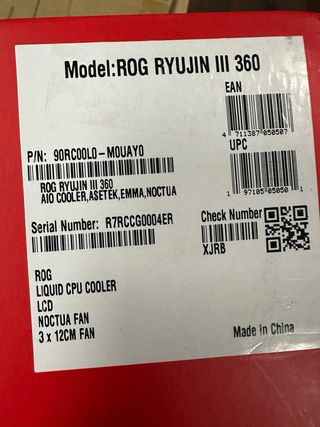 Model:ROG RYUJIN III 360
EAN
4 711387 050507
P/N: 90RC00L0-M0UAY0
UPC
ROG RYUJIN III 360
AIO COOLER,ASETEK,EMMA,NOCTUA
1 97105 05050 1
Serial Number: R7RCCG0004ER
Check Number
XJRB
ROG
LIQUID CPU COOLER
LCD
NOCTUA FAN
3 x 12CM FAN
Made in China